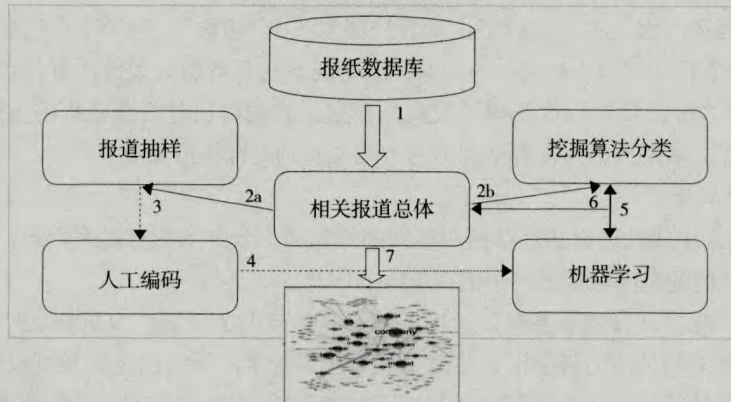 报纸数据库
1
报道抽样
挖掘算法分类
2a
2b
相关报道总体
3
6
5
人工编码
4
7
机器学习
company
market